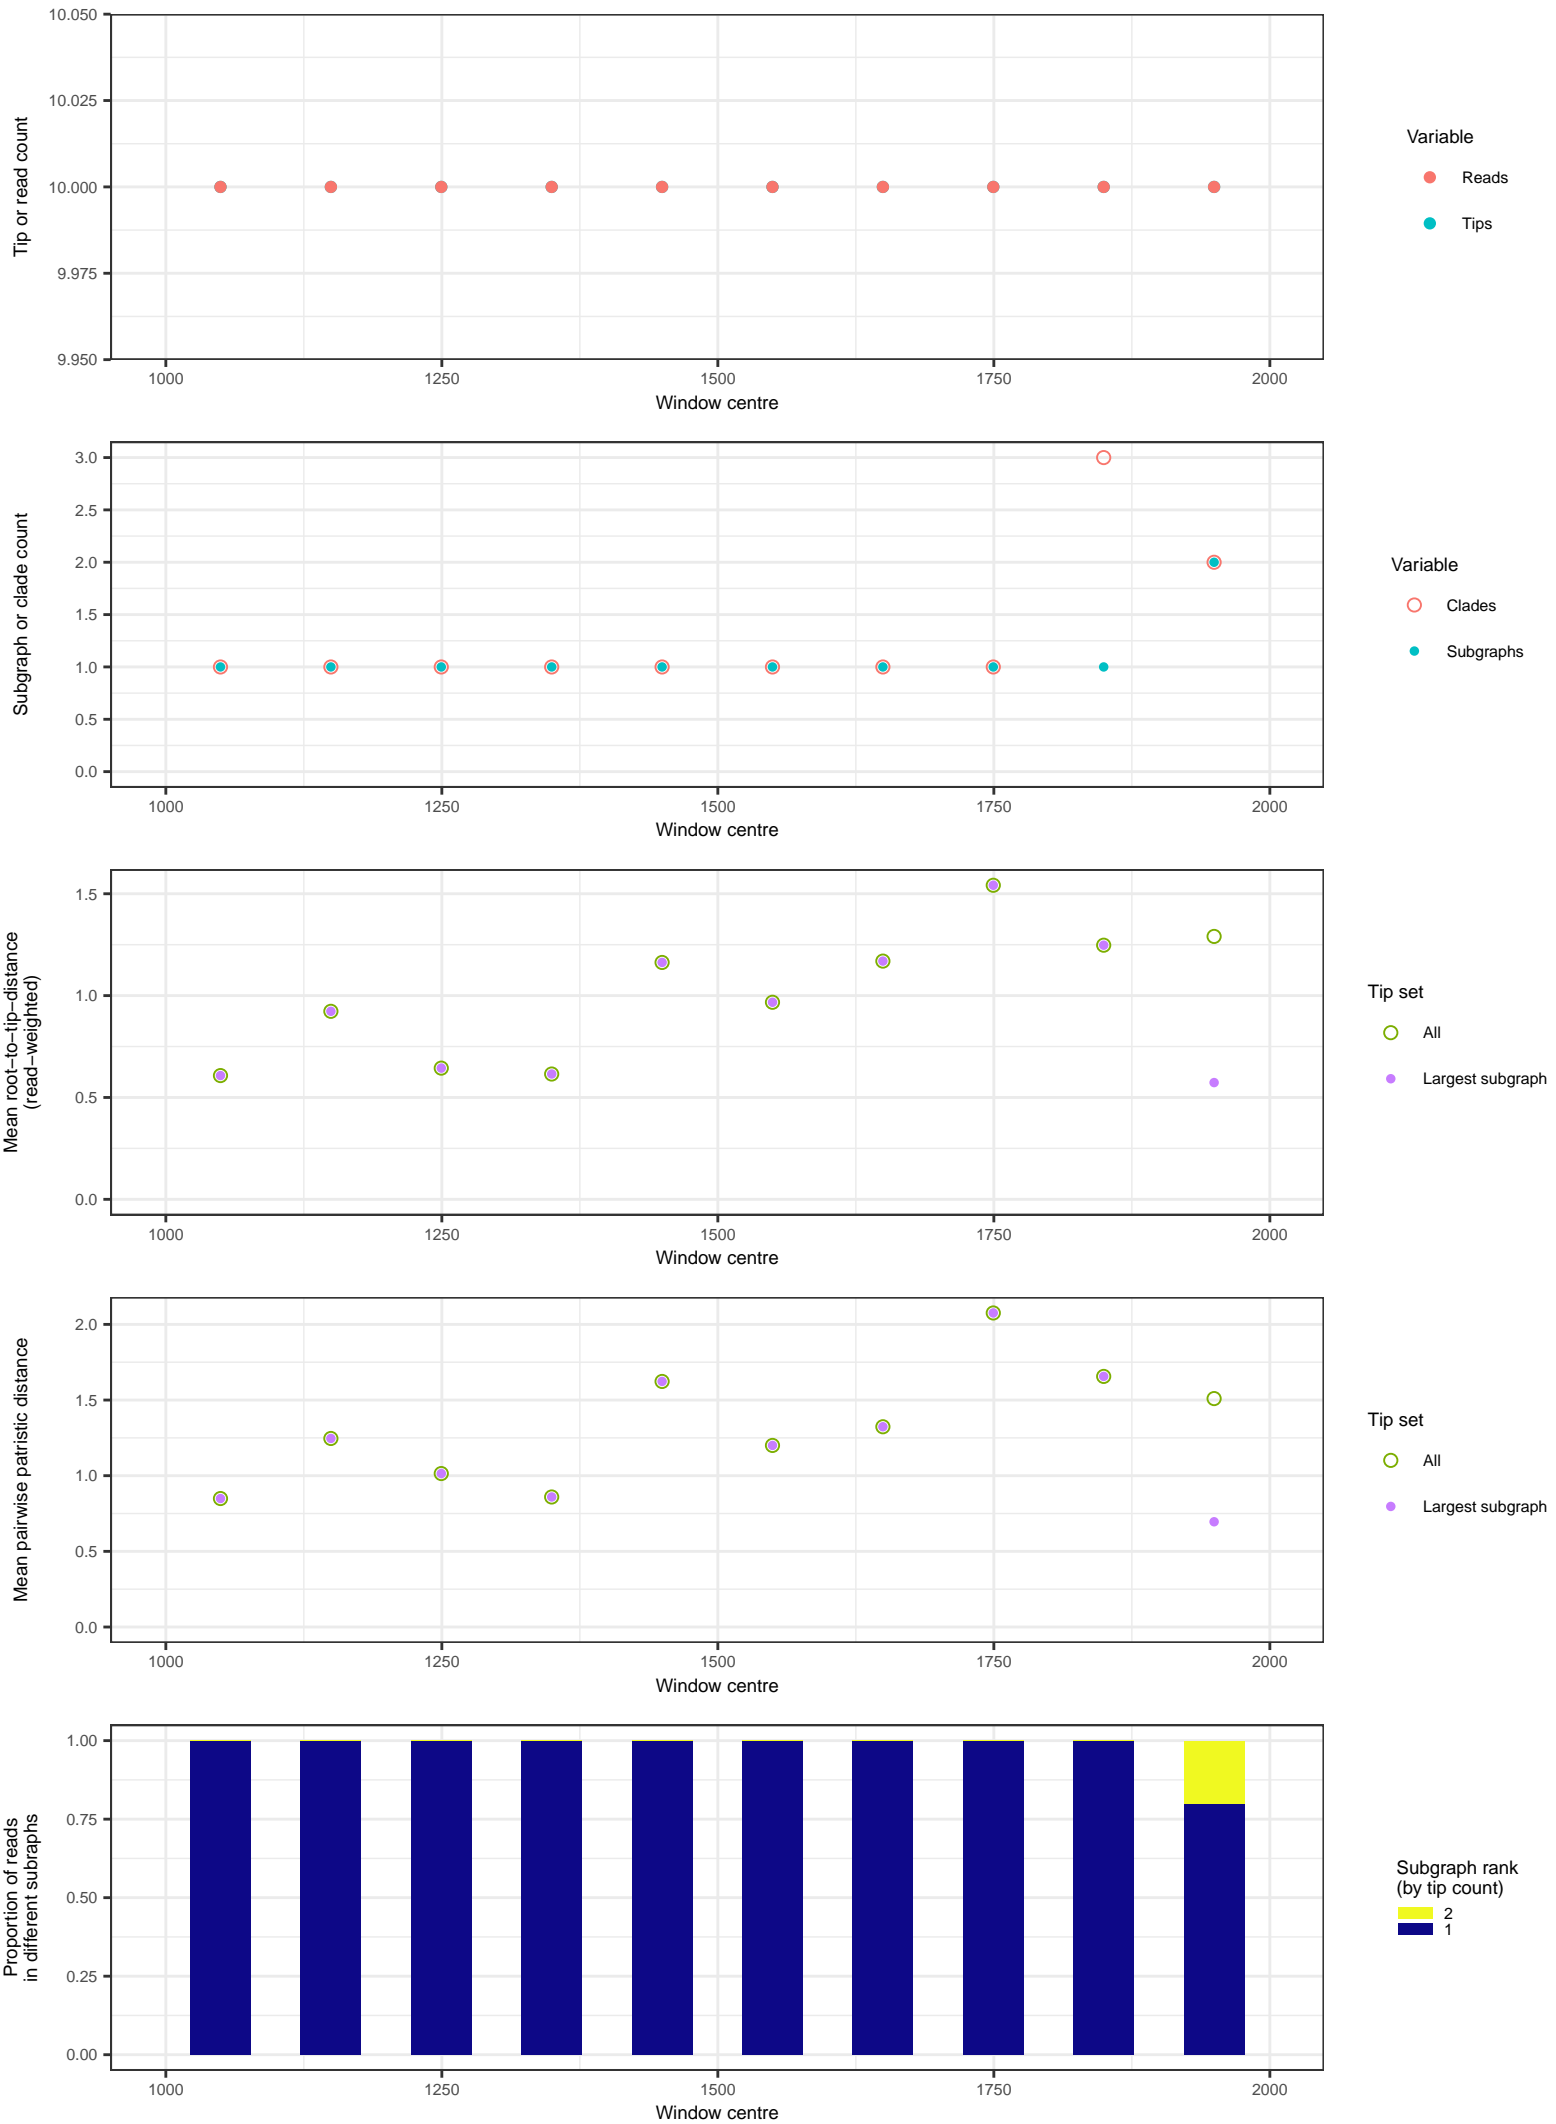 10.050
10.025
10.000
9.975
9.950
Tip or read count
1000 1250 1500 1750 2000
Window centre
Variable
Reads
Tips
3.0
2.5
2.0
1.5
1.0
0.5
0.0
Subgraph or clade count
1000 1250 1500 1750 2000
Window centre
Variable
Clades
Subgraphs
1.5
1.0
0.5
0.0
Mean root−to−tip−distance
(read−weighted)
1000 1250 1500 1750 2000
Window centre
Tip set
All
Largest subgraph
2.0
1.5
1.0
0.5
0.0
Mean pairwise patristic distance
1000 1250 1500 1750 2000
Window centre
Tip set
All
Largest subgraph
1.00
0.75
0.50
0.25
0.00
Proportion of reads
in different subraphs
1000 1250 1500 1750 2000
Window centre
Subgraph rank
(by tip count)
2
1